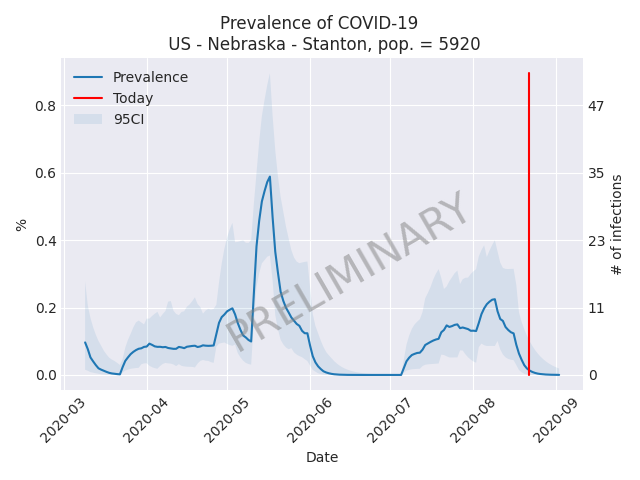 Prevalence of COVID-19
US - Nebraska - Stanton, pop. = 5920
Prevalence
Today
95CI
PRELIMINARY
%
0.8
0.6
0.4
0.2
0.0
47
35
23
11
0
# of infections
2020-03
2020-04
2020-05
2020-06
2020-07
2020-08
2020-09
Date